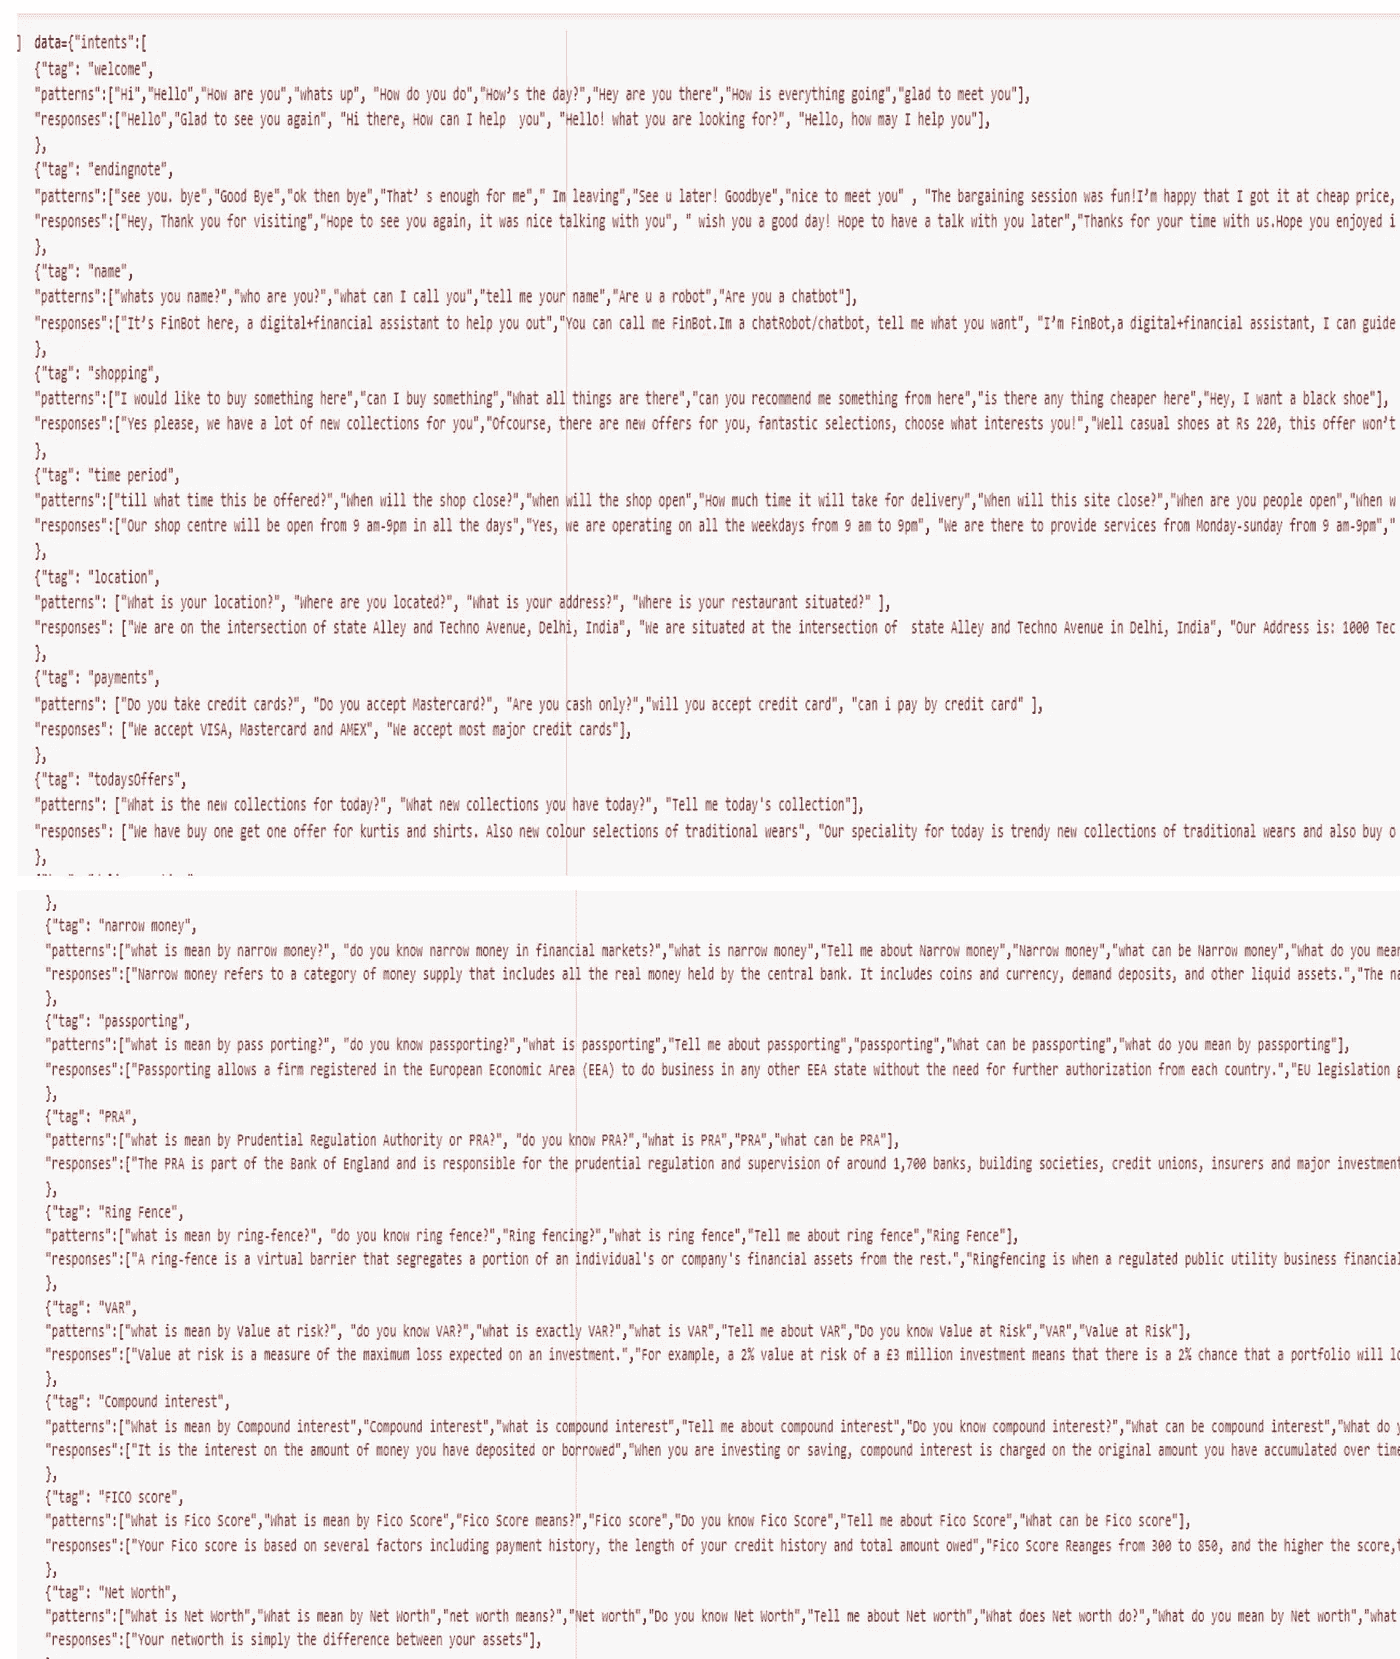 ] data={"intents":[
{"tag": "welcome",
"patterns":["Hi","Hello","How are you","whats up", "How do you do","How's the day?","Hey are you there","How is everything going","glad to meet you"],
"responses":["Hello","Glad to see you again", "Hi there, How can I help  you", "Hello! what you are looking for?", "Hello, how may I help you"],
},
{"tag": "endingnote",
"patterns":["see you. bye","Good Bye","ok then bye","That’ s enough for me"," Im leaving","See u later! Goodbye","nice to meet you" , "The bargaining session was fun!I’m happy that I got it at cheap price,
"responses":["Hey, Thank you for visiting","Hope to see you again, it was nice talking with you", " wish you a good day! Hope to have a talk with you later","Thanks for your time with us.Hope you enjoyed i
},
{"tag": "name",
"patterns":["whats you name?","who are you?","what can I call you","tell me your name","Are u a robot","Are you a chatbot"],
"responses":["It’s FinBot here, a digital+financial assistant to help you out","You can call me FinBot.Im a chatRobot/chatbot, tell me what you want", "I’m FinBot,a digital+financial assistant, I can guide
},
{"tag": "shopping",
"patterns":["I would like to buy something here","can I buy something","What all things are there","can you recommend me something from here","is there any thing cheaper here","Hey, I want a black shoe"],
"responses":["Yes please, we have a lot of new collections for you","Ofcourse, there are new offers for you, fantastic selections, choose what interests you!","Well casual shoes at Rs 220, this offer won’t
},
{"tag": "time period",
"patterns":["till what time this be offered?","When will the shop close?","when will the shop open","How much time it will take for delivery","When will this site close?","When are you people open","When w
"responses":["Our shop centre will be open from 9 am-9pm in all the days","Yes, we are operating on all the weekdays from 9 am to 9pm", "We are there to provide services from Monday-sunday from 9 am-9pm","
},
{"tag": "location",
"patterns": ["What is your location?", "Where are you located?", "What is your address?", "Where is your restaurant situated?" ],
"responses": ["We are on the intersection of state Alley and Techno Avenue, Delhi, India", "We are situated at the intersection of  state Alley and Techno Avenue in Delhi, India", "Our Address is: 1000 Tec
},
{"tag": "payments",
"patterns": ["Do you take credit cards?", "Do you accept Mastercard?", "Are you cash only?","will you accept credit card", "can i pay by credit card" ],
"responses": ["We accept VISA, Mastercard and AMEX", "We accept most major credit cards"],
},
{"tag": "todaysOffers",
"patterns": ["What is the new collections for today?", "What new collections you have today?", "Tell me today's collection"],
"responses": ["We have buy one get one offer for kurtis and shirts. Also new colour selections of traditional wears", "Our speciality for today is trendy new collections of traditional wears and also buy o
},
},
{"tag": "narrow money",
"patterns":["what is mean by narrow money?", "do you know narrow money in financial markets?","what is narrow money","Tell me about Narrow money","Narrow money","what can be Narrow money","What do you mean
"responses":["Narrow money refers to a category of money supply that includes all the real money held by the central bank. It includes coins and currency, demand deposits, and other liquid assets.","The na
},
{"tag": "passporting",
"patterns":["what is mean by pass porting?", "do you know passporting?","what is passporting","Tell me about passporting","passporting","What can be passporting","what do you mean by passporting"],
"responses":["Passporting allows a firm registered in the European Economic Area (EEA) to do business in any other EEA state without the need for further authorization from each country.","EU legislation g
},
{"tag": "PRA",
"patterns":["what is mean by Prudential Regulation Authority or PRA?", "do you know PRA?","what is PRA","PRA","what can be PRA"],
"responses":["The PRA is part of the Bank of England and is responsible for the prudential regulation and supervision of around 1,700 banks, building societies, credit unions, insurers and major investment
},
{"tag": "Ring Fence",
"patterns":["what is mean by ring-fence?", "do you know ring fence?","Ring fencing?","what is ring fence","Tell me about ring fence","Ring Fence"],
"responses":["A ring-fence is a virtual barrier that segregates a portion of an individual's or company's financial assets from the rest.","Ringfencing is when a regulated public utility business financial
},
{"tag": "VAR",
"patterns":["what is mean by Value at risk?", "do you know VAR?","what is exactly VAR?","what is VAR","Tell me about VAR","Do you know Value at Risk","VAR","Value at Risk"],
"responses":["Value at risk is a measure of the maximum loss expected on an investment.","For example, a 2% value at risk of a £3 million investment means that there is a 2% chance that a portfolio will lo
},
{"tag": "Compound interest",
"patterns":["What is mean by Compound interest","Compound interest","what is compound interest","Tell me about compound interest","Do you know compound interest?","What can be compound interest","What do y
"responses":["It is the interest on the amount of money you have deposited or borrowed","When you are investing or saving, compound interest is charged on the original amount you have accumulated over time
},
{"tag": "FICO score",
"patterns":["What is Fico Score","What is mean by Fico Score","Fico Score means?","Fico score","Do you know Fico Score","Tell me about Fico Score","What can be Fico score"],
"responses":["Your Fico score is based on several factors including payment history, the length of your credit history and total amount owed","Fico Score Reanges from 300 to 850, and the higher the score,t
},
{"tag": "Net Worth",
"patterns":["What is Net Worth","What is mean by Net Worth","net worth means?","Net worth","Do you know Net Worth","Tell me about Net worth","What does Net worth do?","What do you mean by Net worth","what
"responses":["Your networth is simply the difference between your assets"],